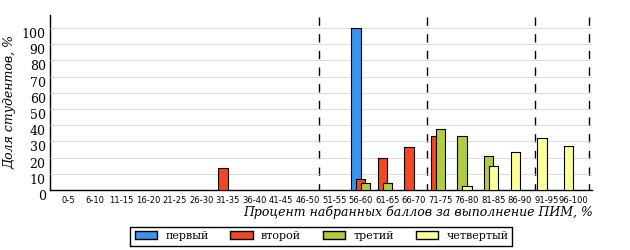 Доля студентов, %
100
90
80
70
60
50
40
30
20
10
0
0-5 6-10 11-15 16-20 21-25 26-30 31-35 36-40 41-45 46-50 51-55 56-60 61-65 66-70 71-75 76-80 81-85 86-90 91-95 96-100
Процент набранных баллов за выполнение ПИМ, %
первый второй третий четвертый